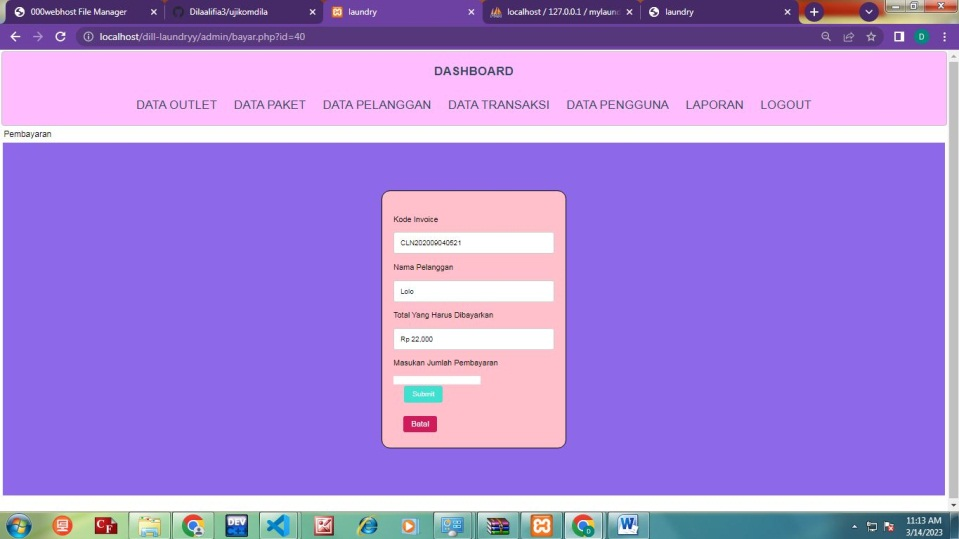 000webhost File Manager
Dilaalifia3/ujikomdila
laundry
localhost / 127.0.0.1 / mylaun
laundry
localhost/dill-laundryy/admin/bayar.php?id=40
D
DASHBOARD
DATA OUTLET DATA PAKET DATA PELANGGAN DATA TRANSAKSI DATA PENGGUNA LAPORAN LOGOUT
Pembayaran
Kode Invoice
CLN202009040521
Nama Pelanggan
Lolo
Total Yang Harus Dibayarkan
Rp 22,000
Masukan Jumlah Pembayaran
Submit
Batal
CF
DEV
W
11:13 AM
3/14/2023